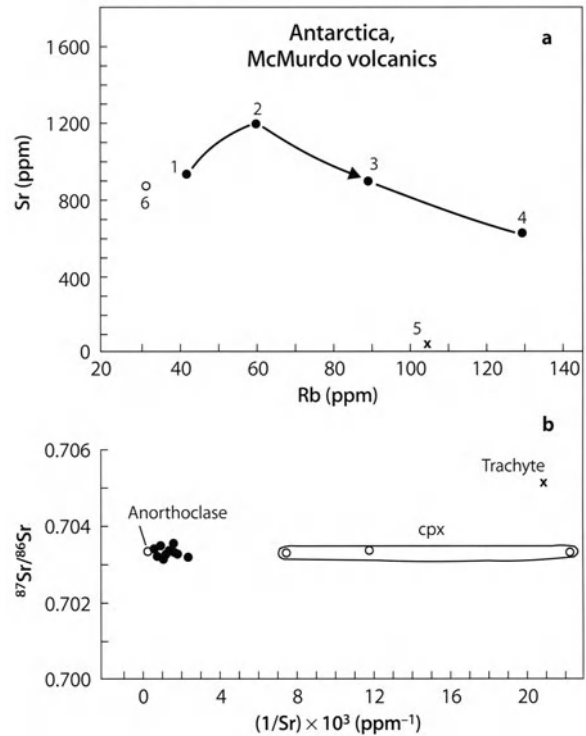 a
Antarctica,
McMurdo volcanics
Sr (ppm)
1600
1200
800
400
0
1
2
3
4
5
6
20
40
60
80
100
120
140
Rb (ppm)
b
⁸⁷Sr/⁸⁶Sr
0.706
0.704
0.702
0.700
Trachyte
Anorthoclase
cpx
0
4
8
12
16
20
(1/Sr) × 10³ (ppm⁻¹)